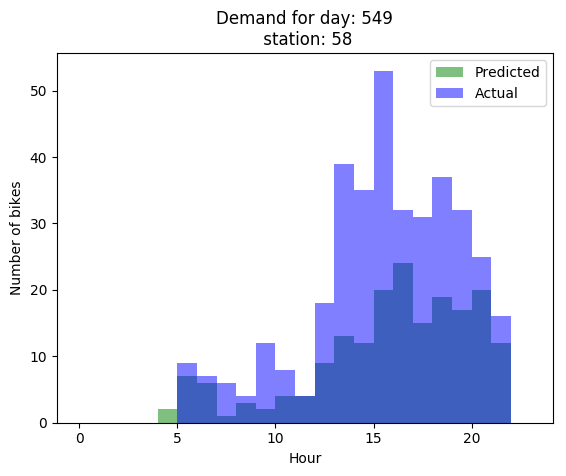 Demand for day: 549
station: 58
Predicted
Actual
50
40
30
20
10
0
Number of bikes
0 5 10 15 20
Hour